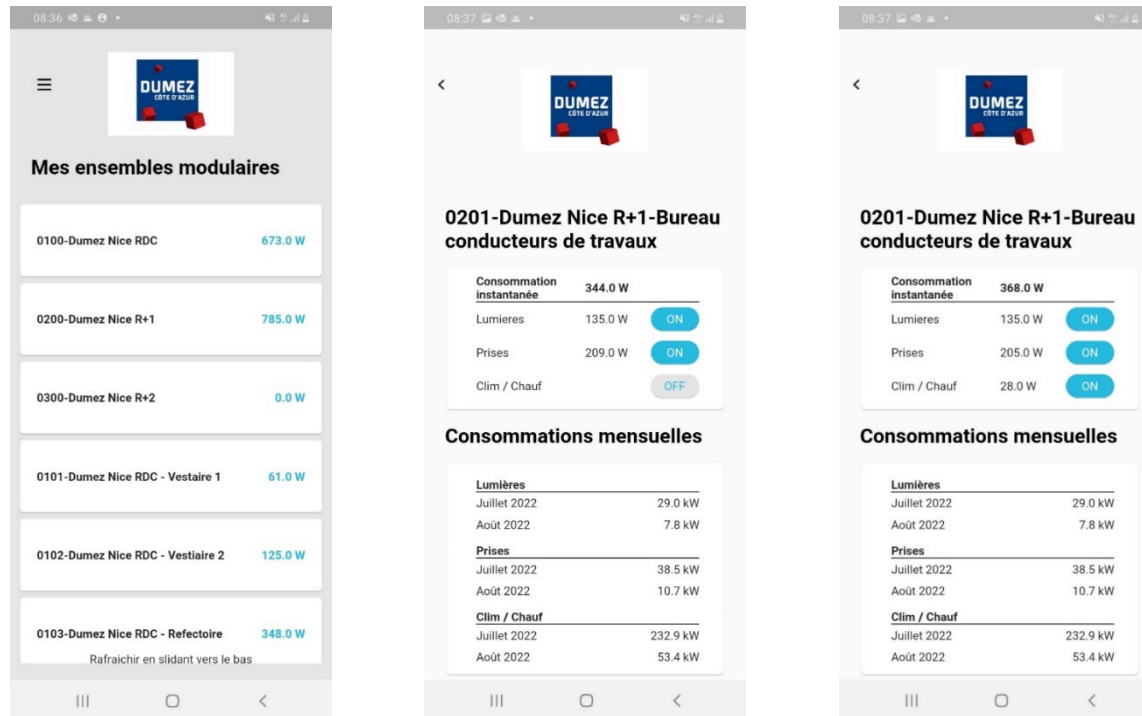 08:36
DUMEZ
CÔTE D'AZUR
Mes ensembles modulaires
0100-Dumez Nice RDC 673.0 W
0200-Dumez Nice R+1 785.0 W
0300-Dumez Nice R+2 0.0 W
0101-Dumez Nice RDC - Vestaire 1 61.0 W
0102-Dumez Nice RDC - Vestiaire 2 125.0 W
0103-Dumez Nice RDC - Refectoire 348.0 W
Rafraichir en slidant vers le bas
08:37
DUMEZ
CÔTE D'AZUR
0201-Dumez Nice R+1-Bureau
conducteurs de travaux
Consommation
instantanée 344.0 W
Lumieres 135.0 W ON
Prises 209.0 W ON
Clim / Chauf OFF
Consommations mensuelles
Lumières
Juillet 2022 29.0 kW
Août 2022 7.8 kW
Prises
Juillet 2022 38.5 kW
Août 2022 10.7 kW
Clim / Chauf
Juillet 2022 232.9 kW
Août 2022 53.4 kW
08:37
DUMEZ
CÔTE D'AZUR
0201-Dumez Nice R+1-Bureau
conducteurs de travaux
Consommation
instantanée 368.0 W
Lumieres 135.0 W ON
Prises 205.0 W ON
Clim / Chauf 28.0 W ON
Consommations mensuelles
Lumières
Juillet 2022 29.0 kW
Août 2022 7.8 kW
Prises
Juillet 2022 38.5 kW
Août 2022 10.7 kW
Clim / Chauf
Juillet 2022 232.9 kW
Août 2022 53.4 kW